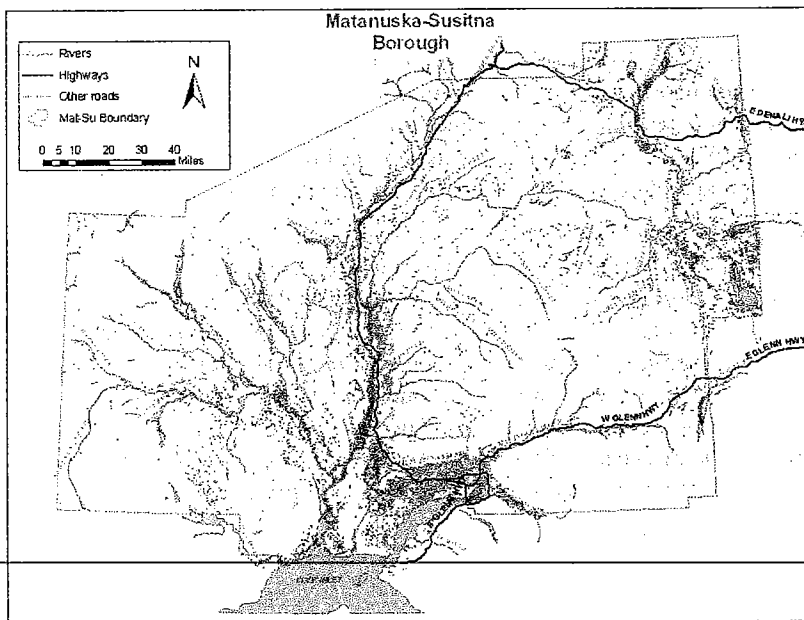 Matanuska-Susitna
Borough
Rivers
Highways
Other roads
Mat-Su Boundary
N
0 5 10 20 30 40
Miles
E DENALI HWY
E GLENN HWY
W GLENN HWY